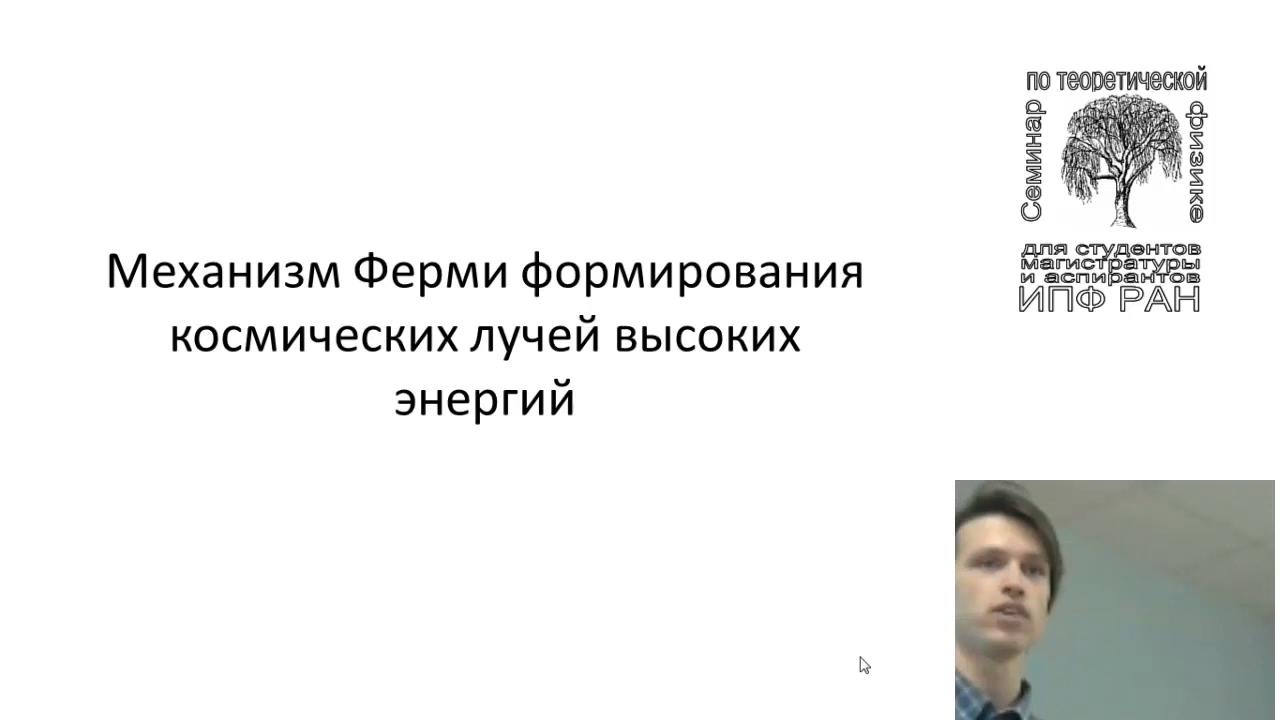 Механизм Ферми формирования
космических лучей высоких
энергий
Семинар
по теоретической
физике
для студентов
магистратуры
и аспирантов
ИПФ РАН